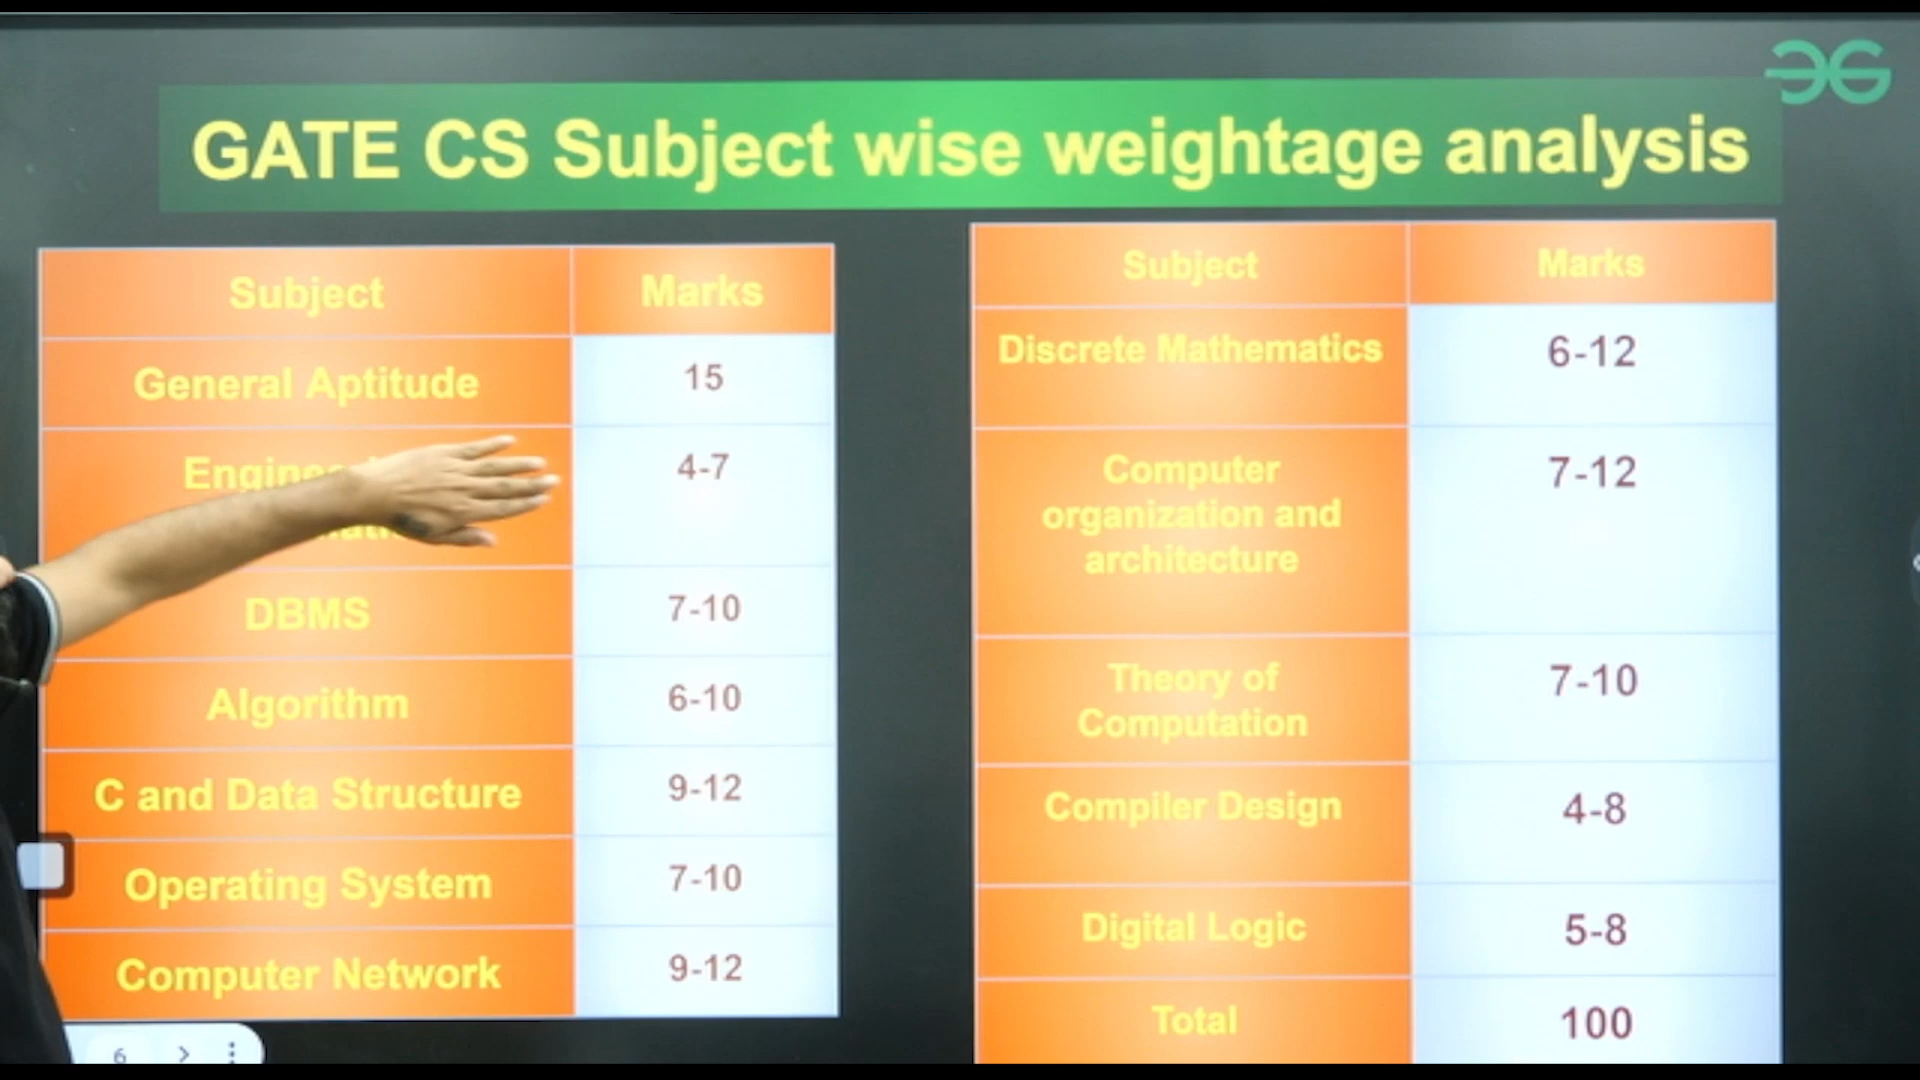 GATE CS Subject wise weightage analysis
Subject Marks
General Aptitude 15
4-7
DBMS 7-10
Algorithm 6-10
C and Data Structure 9-12
Operating System 7-10
Computer Network 9-12
Subject Marks
Discrete Mathematics 6-12
Computer 7-12
organization and
architecture
Theory of 7-10
Computation
Compiler Design 4-8
Digital Logic 5-8
Total 100
6